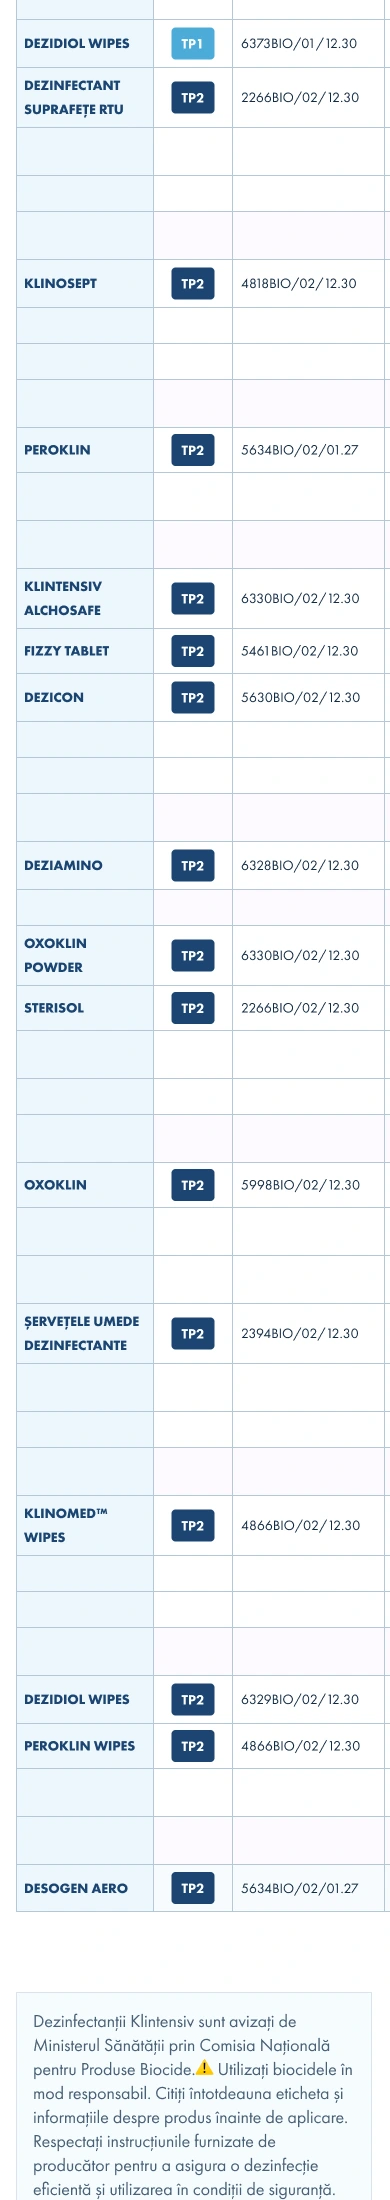 DEZIDIOL WIPES TP1 6373BIO/01/12.30
DEZINFECTANT
SUPRAFEȚE RTU TP2 2266BIO/02/12.30
KLINOSEPT TP2 4818BIO/02/12.30
PEROKLIN TP2 5634BIO/02/01.27
KLINTENSIV
ALCHOSAFE TP2 6330BIO/02/12.30
FIZZY TABLET TP2 5461BIO/02/12.30
DEZICON TP2 5630BIO/02/12.30
DEZIAMINO TP2 6328BIO/02/12.30
OXOKLIN
POWDER TP2 6330BIO/02/12.30
STERISOL TP2 2266BIO/02/12.30
OXOKLIN TP2 5998BIO/02/12.30
ȘERVEȚELE UMEDE
DEZINFECTANTE TP2 2394BIO/02/12.30
KLINOMED™
WIPES TP2 4866BIO/02/12.30
DEZIDIOL WIPES TP2 6329BIO/02/12.30
PEROKLIN WIPES TP2 4866BIO/02/12.30
DESOGEN AERO TP2 5634BIO/02/01.27
Dezinfectanții Klintensiv sunt avizați de
Ministerul Sănătății prin Comisia Națională
pentru Produse Biocide.⚠ Utilizați biocidele în
mod responsabil. Citiți întotdeauna eticheta și
informațiile despre produs înainte de aplicare.
Respectați instrucțiunile furnizate de
producător pentru a asigura o dezinfecție
eficientă și utilizarea în condiții de siguranță.